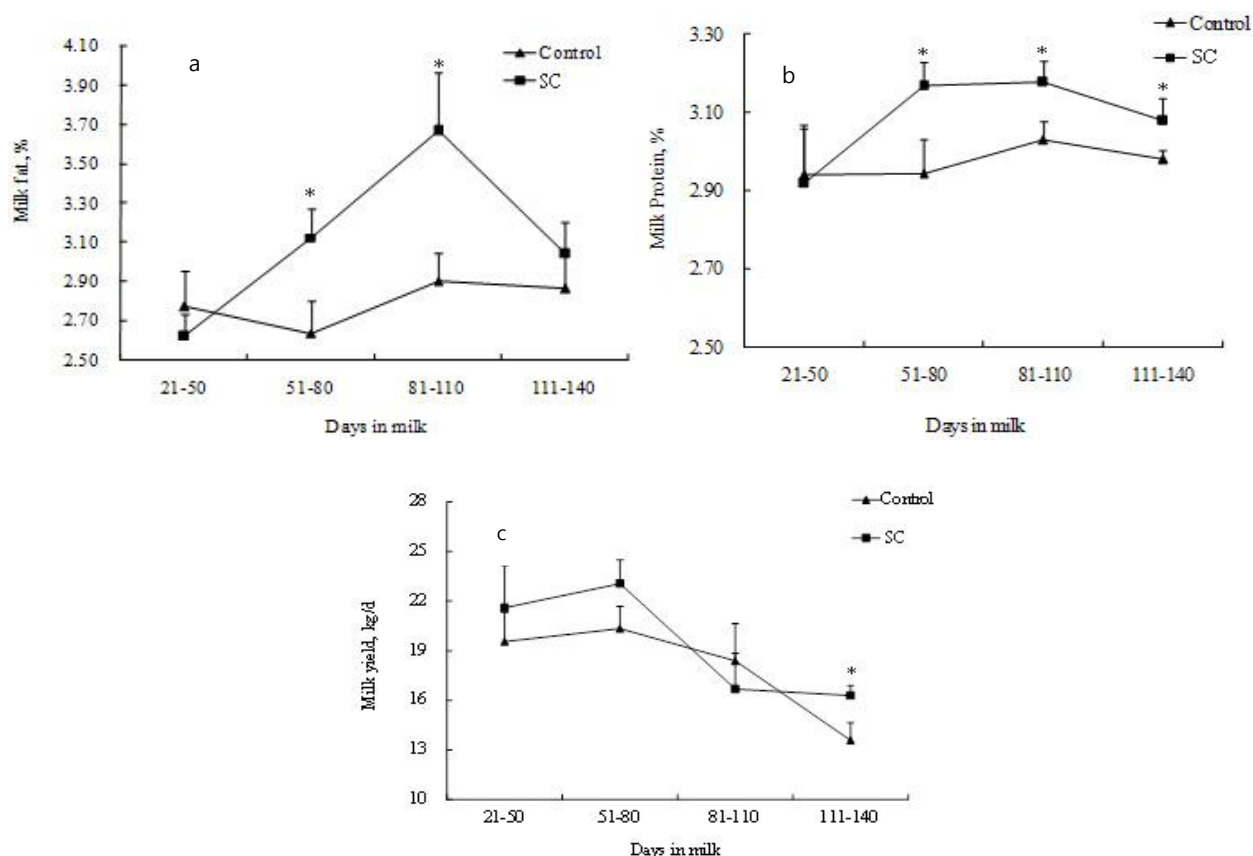 a
Control
SC
Milk fat, %
4.10
3.90
3.70
3.50
3.30
3.10
2.90
2.70
2.50
*
*
21-50 51-80 81-110 111-140
Days in milk
b
Control
SC
Milk Protein, %
3.30
3.10
2.90
2.70
2.50
*
*
*
21-50 51-80 81-110 111-140
Days in milk
c
Control
SC
Milk yield, kg/d
28
25
22
19
16
13
10
*
21-50 51-80 81-110 111-140
Days in milk